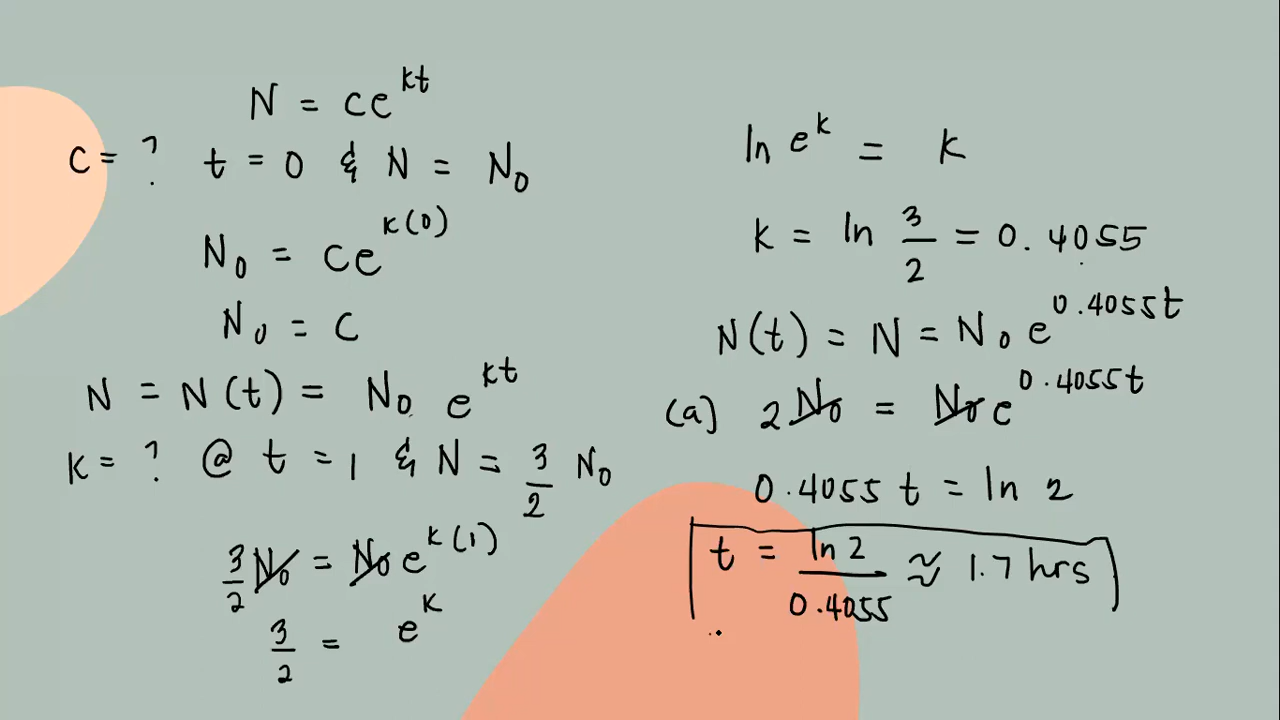 N = ce^{kt}
c = ? t = 0 & N = N₀
N₀ = ce^{k(0)}
N₀ = c
N = N(t) = N₀ e^{kt}
k = ? @ t = 1 & N = 3/2 N₀
3/2 N₀ = N₀ e^{k(1)}
3/2 = e^k
ln e^k = k
k = ln 3/2 = 0.4055
N(t) = N = N₀ e^{0.4055t}
(a) 2N₀ = N₀ e^{0.4055t}
0.4055 t = ln 2
t = ln 2/0.4055 ≈ 1.7 hrs